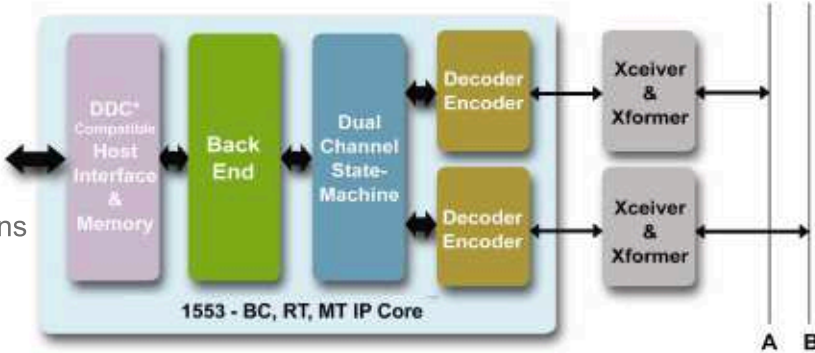 DDC*
Compatible
Host
Interface
&
Memory
Back
End
Dual
Channel
State-
Machine
Decoder
Encoder
Decoder
Encoder
Xceiver
&
Xformer
Xceiver
&
Xformer
ns
1553 - BC, RT, MT IP Core
A B